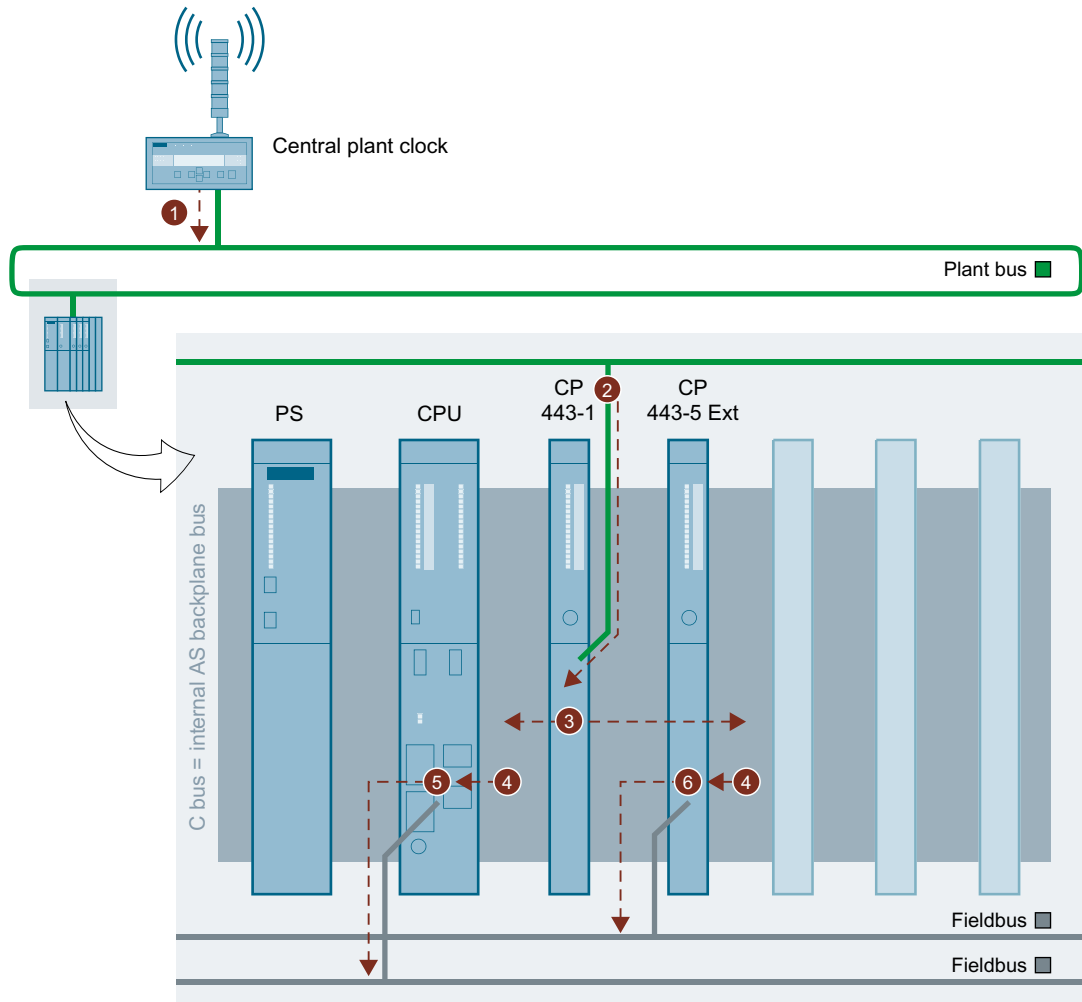 Central plant clock
1
Plant bus
PS
CPU
CP
443-1
2
CP
443-5 Ext
C bus = internal AS backplane bus
3
5
4
6
4
Fieldbus
Fieldbus